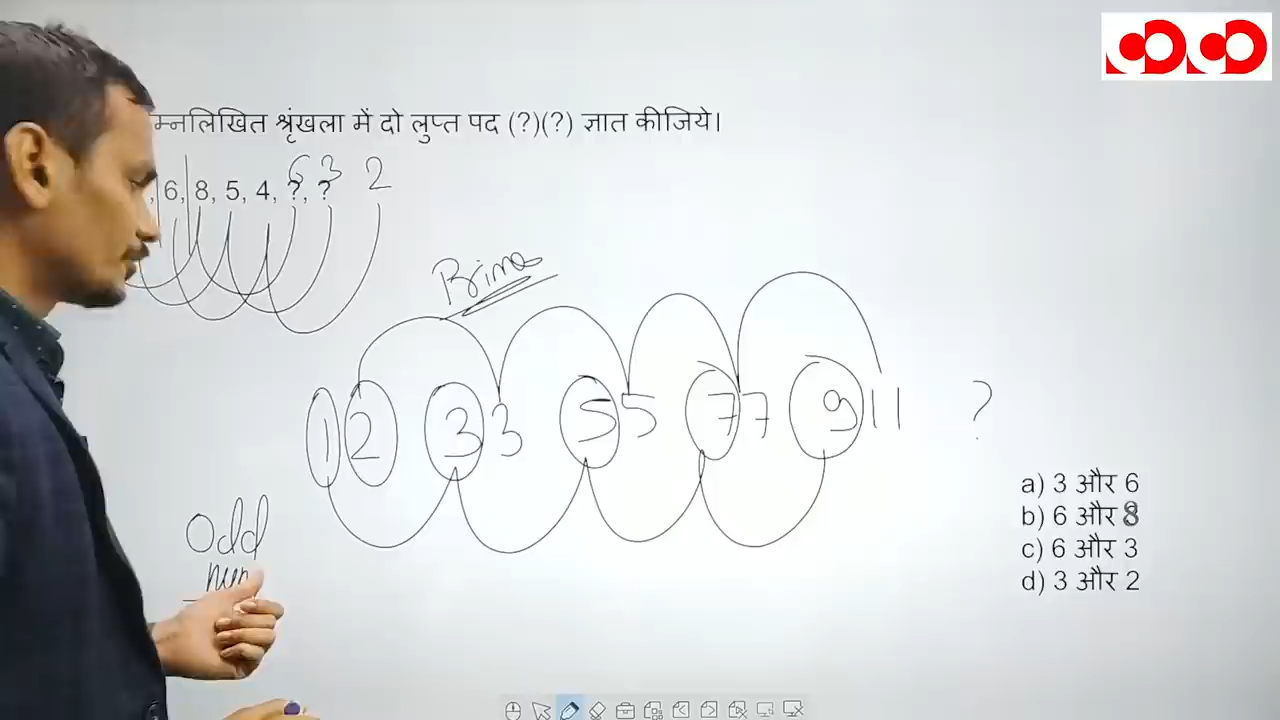 म्नलिखित श्रृंखला में दो लुप्त पद (?)(?) ज्ञात कीजिये।
6 3 2
, 6, 8, 5, 4, ?, ?
Prime
1 2 3 3 5 5 7 7 9 11 ?
a) 3 और 6
b) 6 और 8
c) 6 और 3
d) 3 और 2
Odd